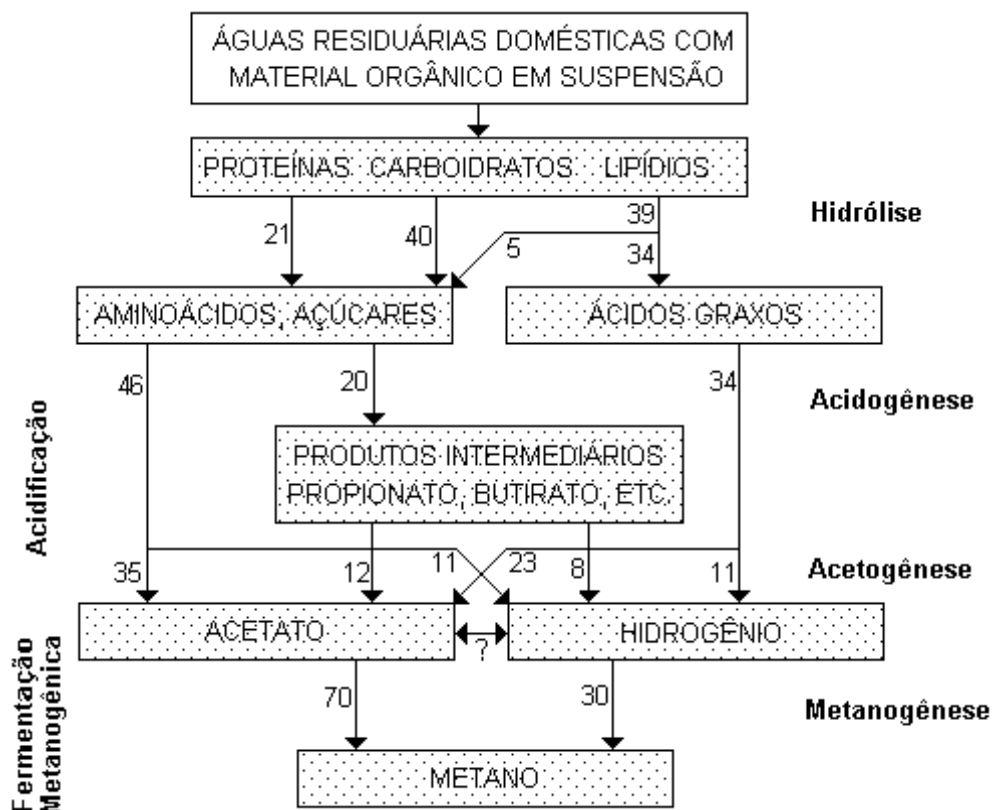 ÁGUAS RESIDUÁRIAS DOMÉSTICAS COM
MATERIAL ORGÂNICO EM SUSPENSÃO
PROTEÍNAS CARBOIDRATOS LIPÍDIOS
Hidrólise
21
40
39
5
34
AMINOÁCIDOS, AÇÚCARES
ÁCIDOS GRAXOS
46
20
34
Acidogênese
Acidificação
PRODUTOS INTERMEDIÁRIOS
PROPIONATO, BUTIRATO, ETC.
35
12
11
23
8
11
Acetogênese
ACETATO
?
HIDROGÊNIO
70
30
Metanogênese
Fermentação
Metanogênica
METANO